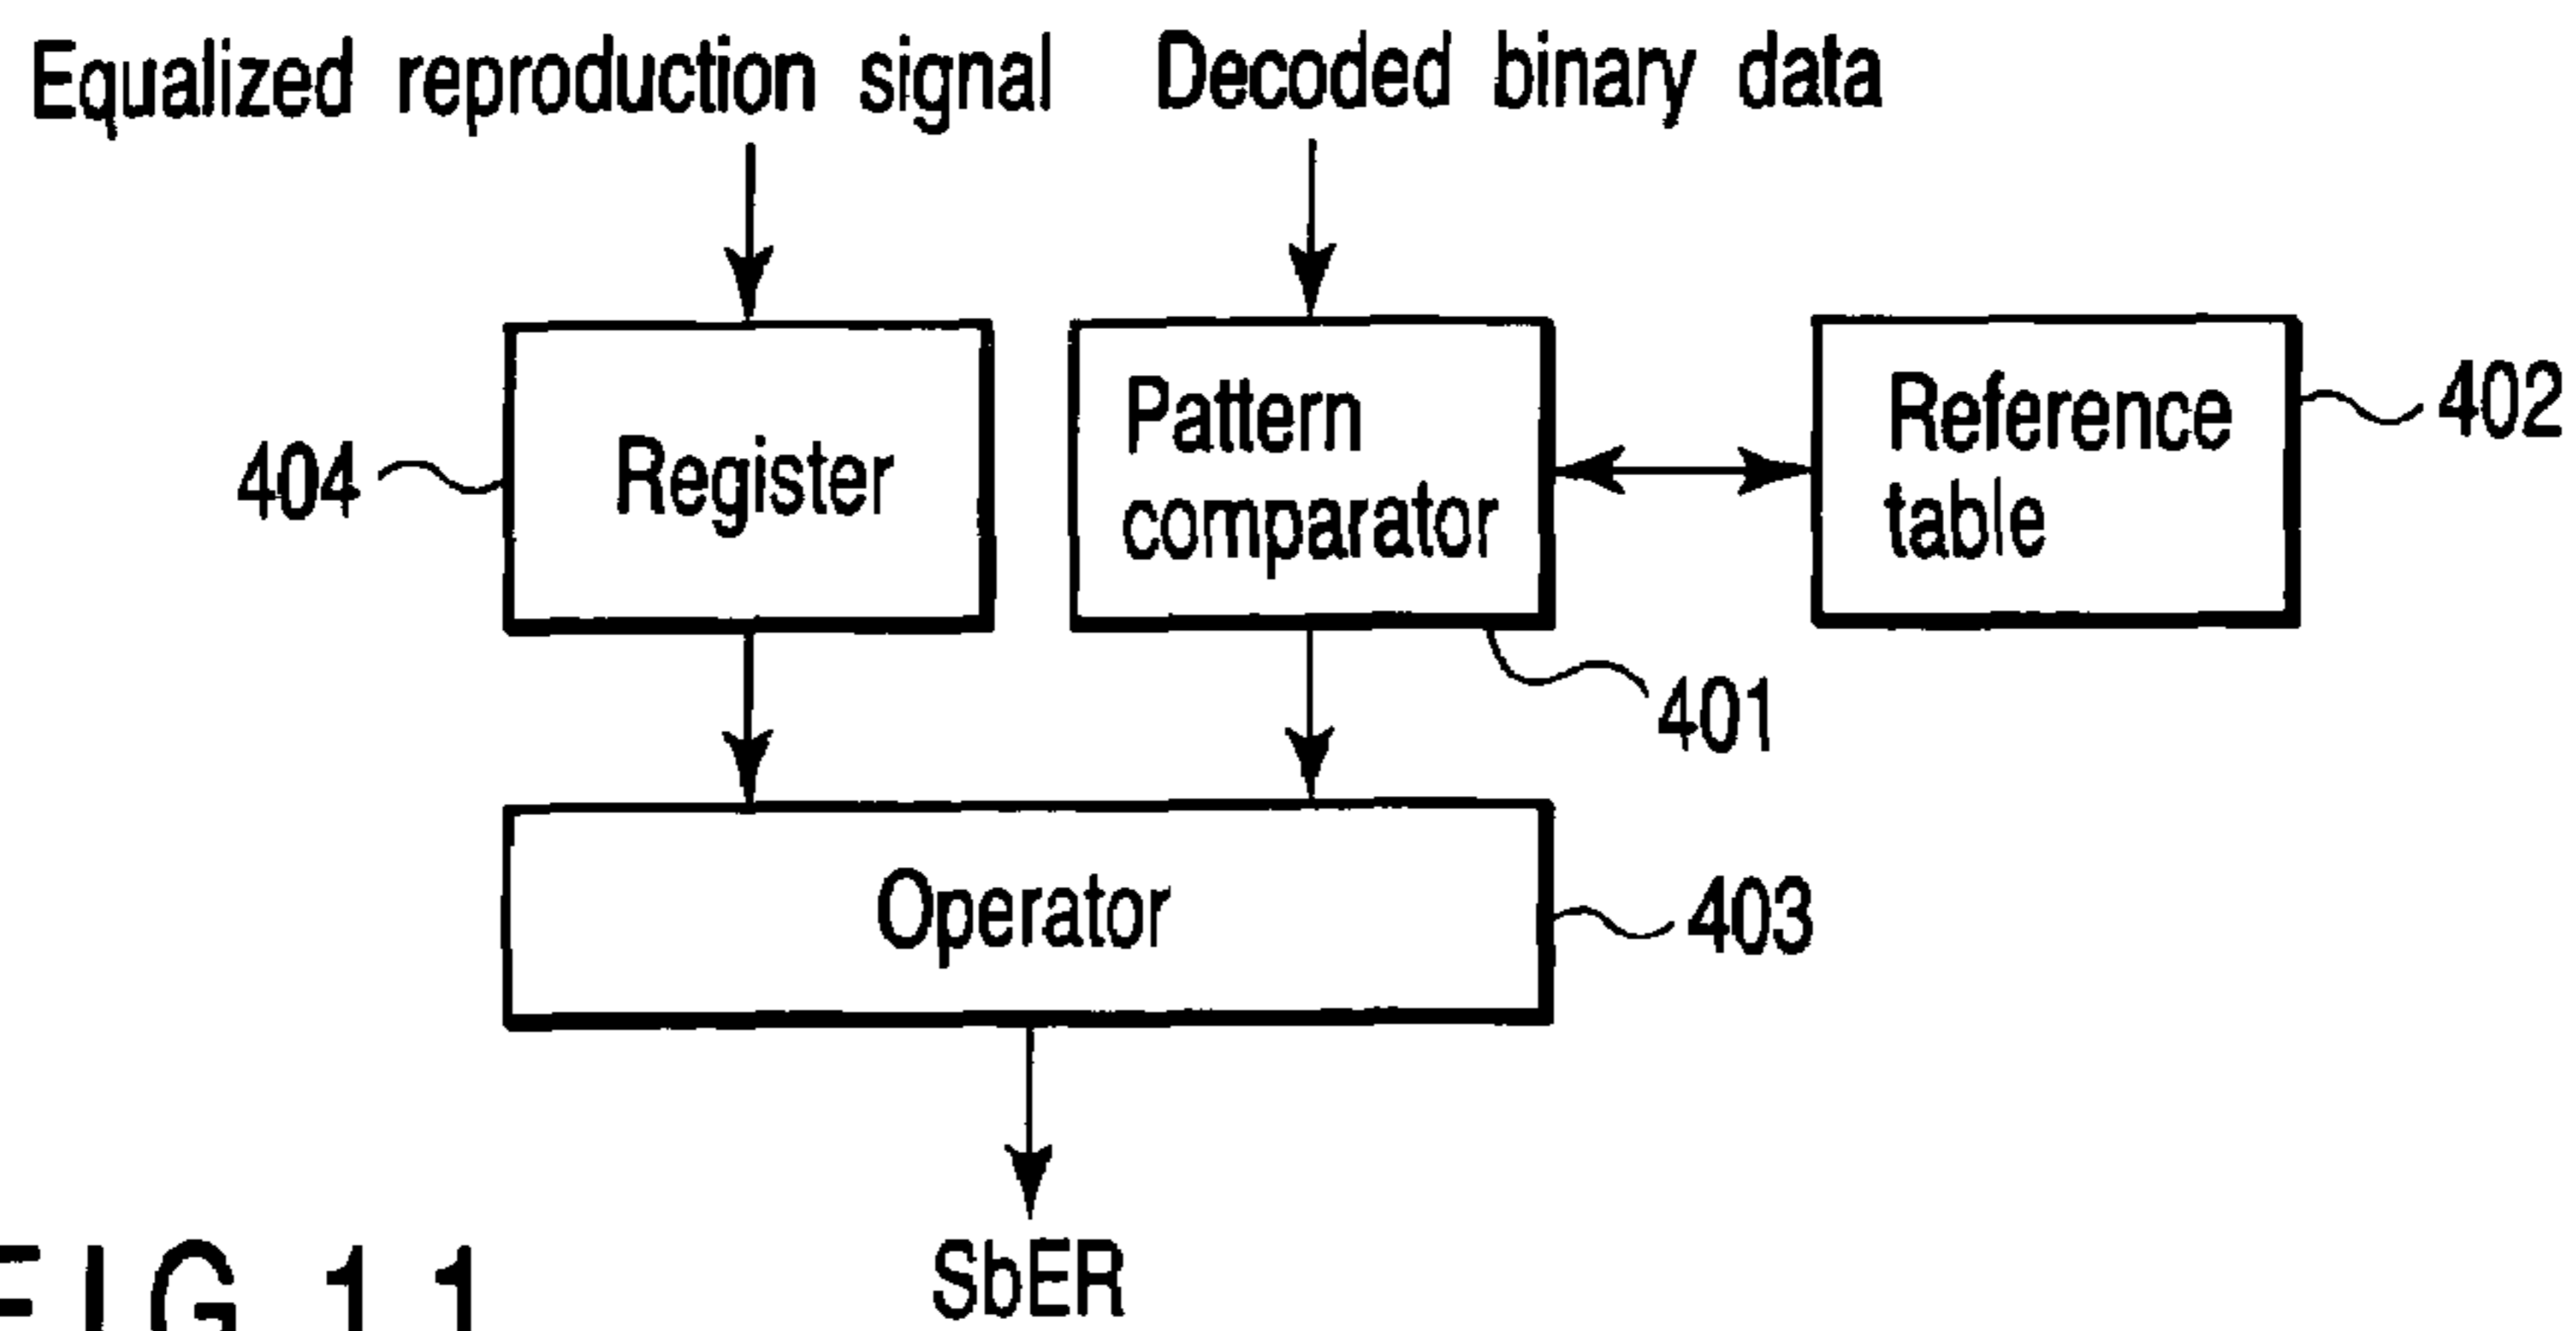 Equalized reproduction signal
Decoded binary data
Register
Pattern
comparator
Reference
table
402
404
401
Operator
403
SbER
FIG. 11